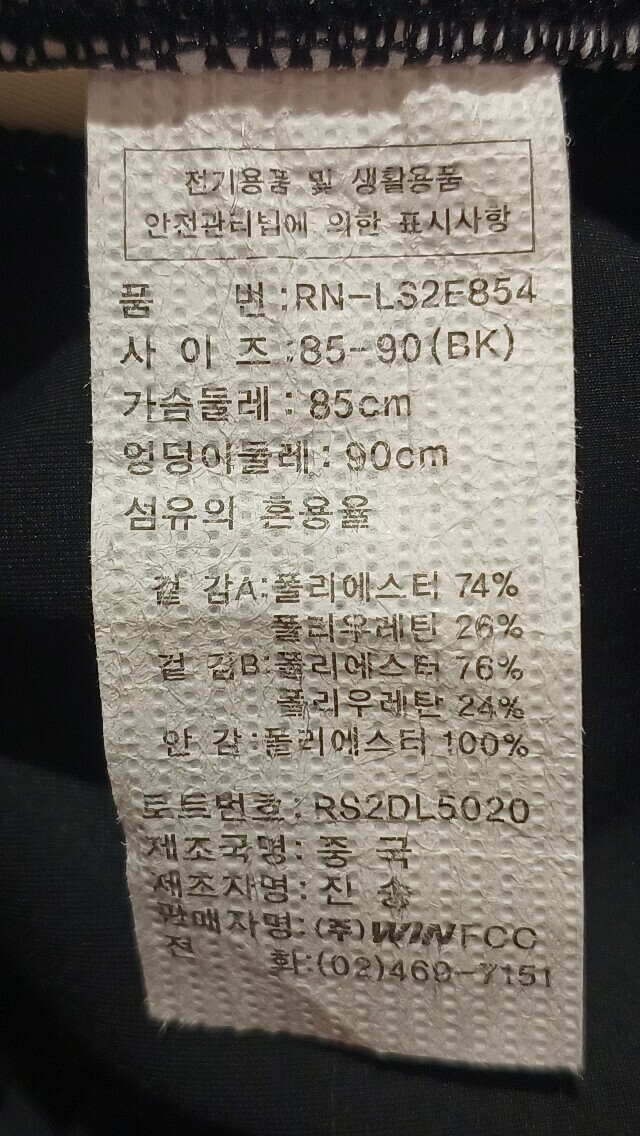 전기용품 및 생활용품
안전관리법에 의한 표시사항
품 번:RN-LS2E854
사 이 즈:85-90(BK)
가슴둘레: 85cm
엉덩이둘레: 90cm
섬유의 혼용율
겉 감A:폴리에스터 74%
폴리우레탄 26%
겉 감B:폴리에스터 76%
폴리우레탄 24%
안 감:폴리에스터 100%
로트번호: RS2DL5020
제조국명: 중 국
제조자명: 잔 송
판매자명: (주)WINFCC
전 화:(02)469-7151